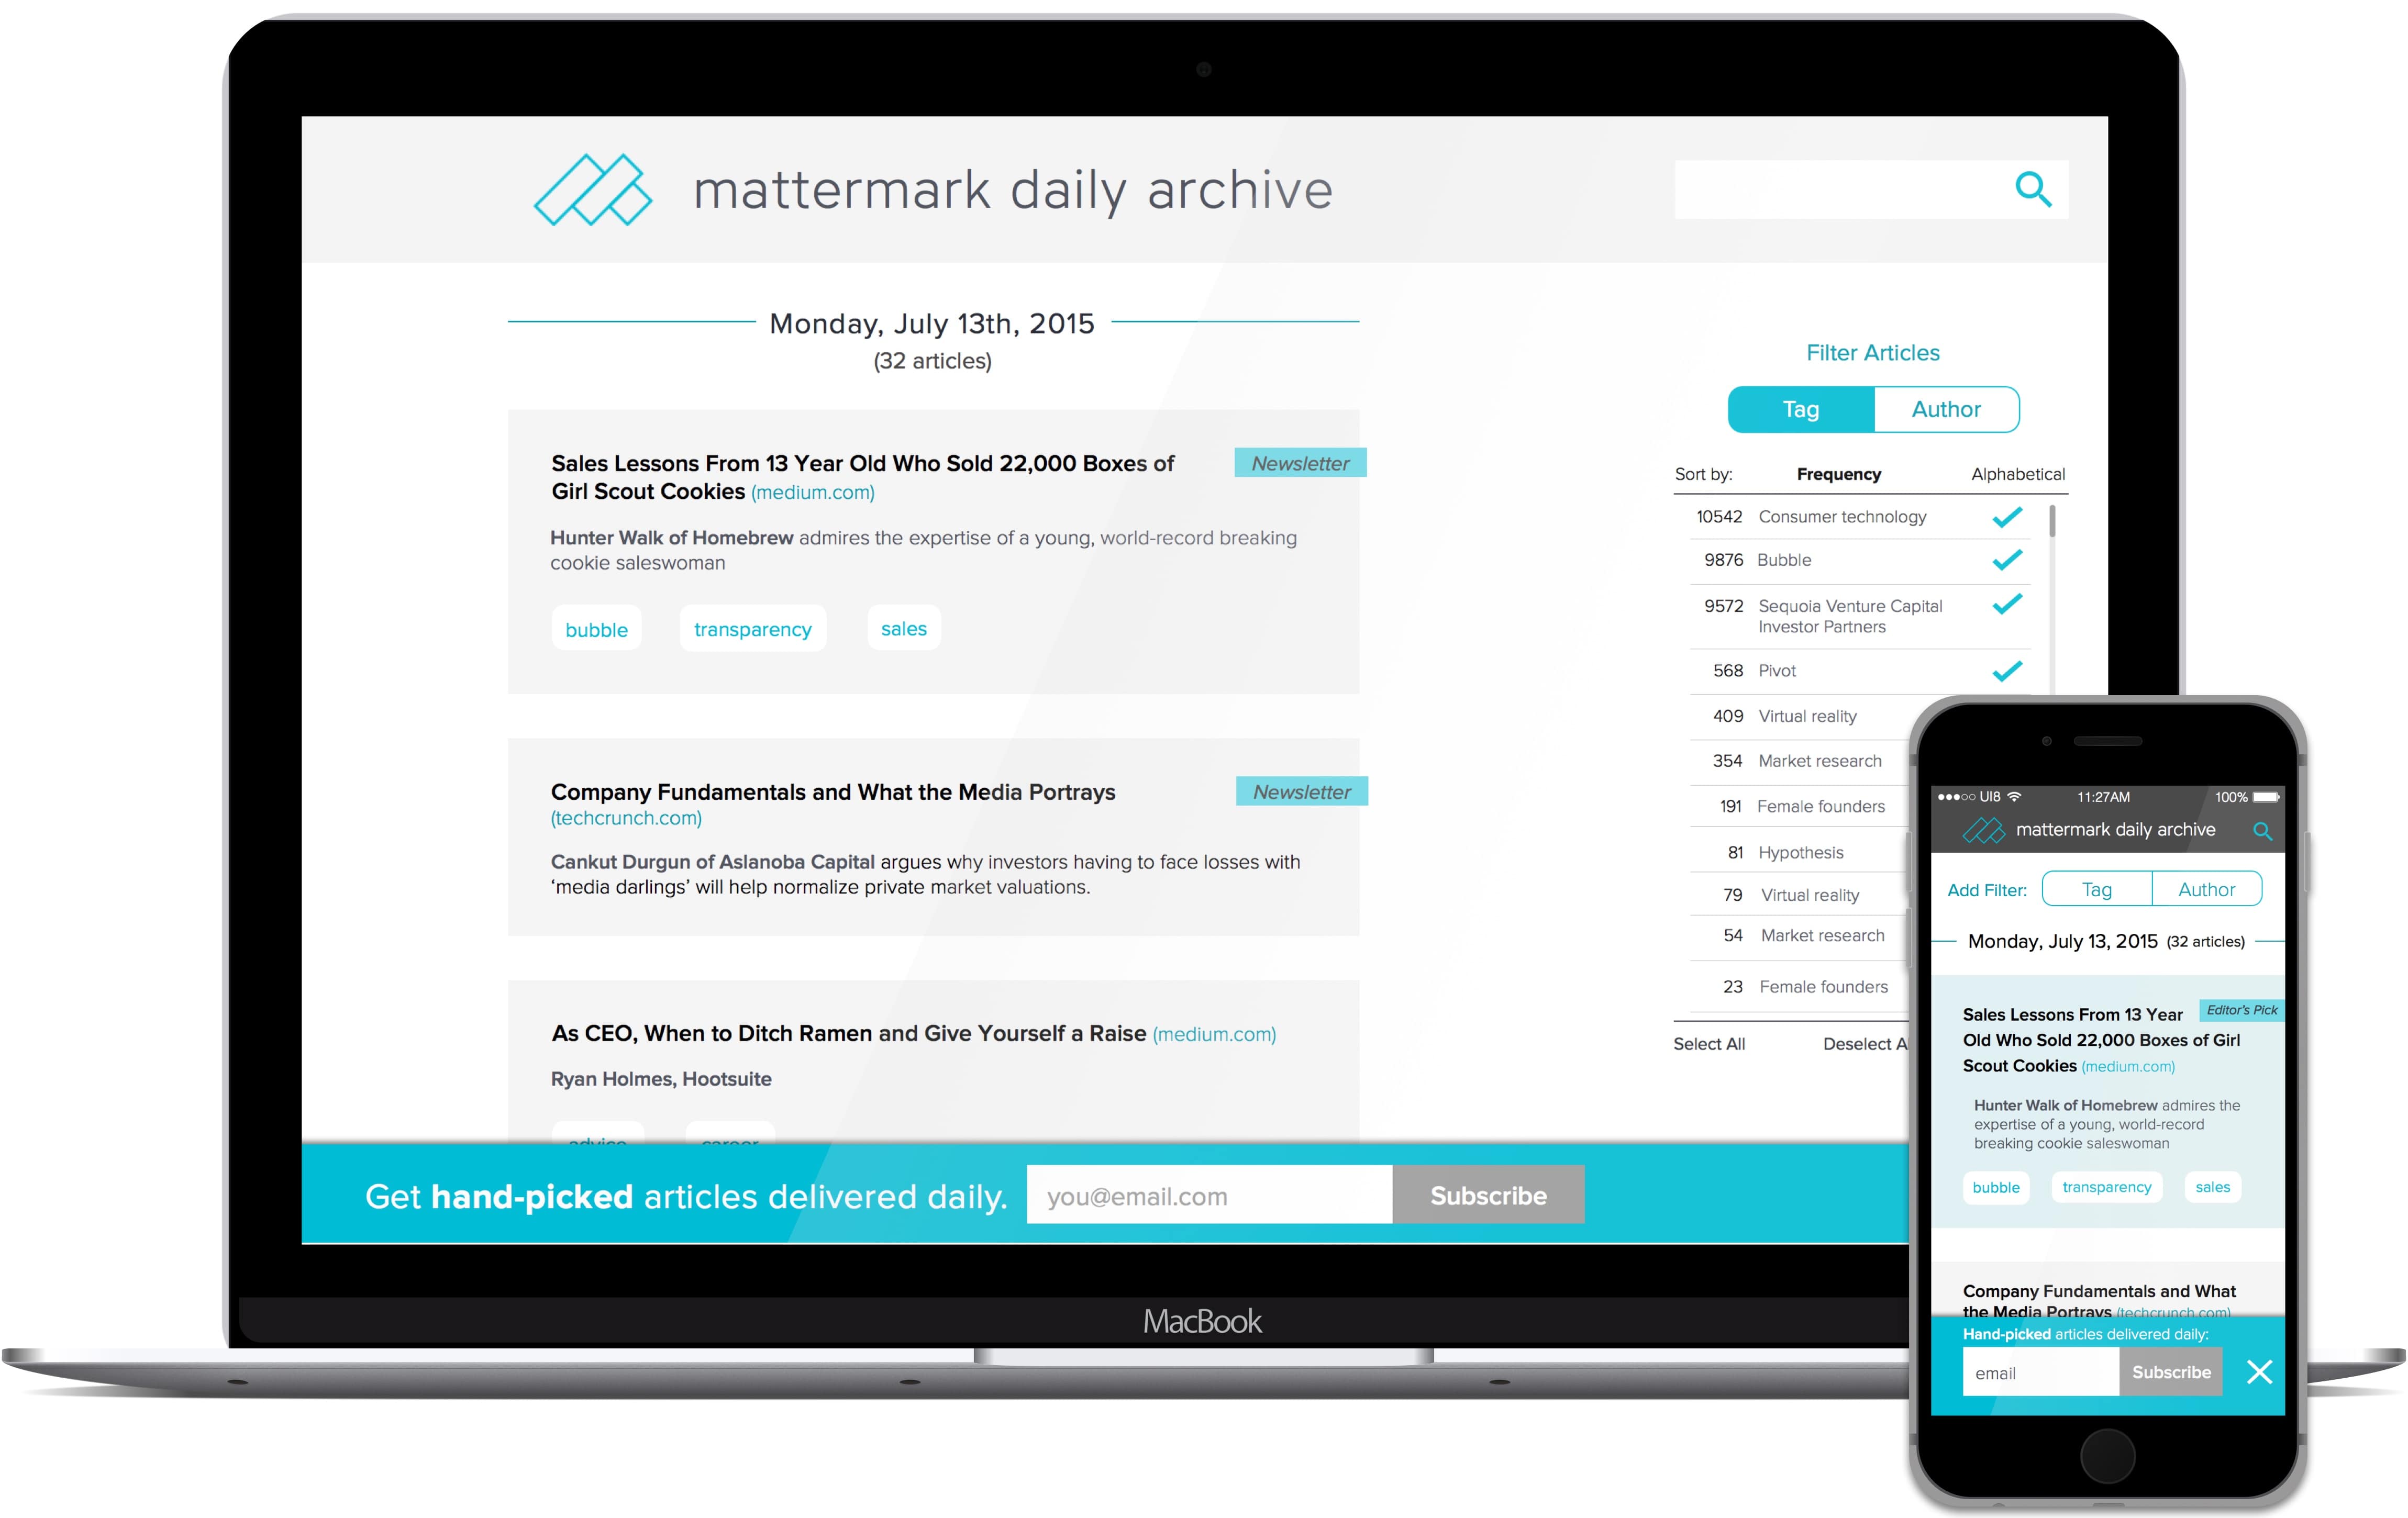 mattermark daily archive
Monday, July 13th, 2015
(32 articles)
Sales Lessons From 13 Year Old Who Sold 22,000 Boxes of
Girl Scout Cookies (medium.com)
Newsletter
Hunter Walk of Homebrew admires the expertise of a young, world-record breaking
cookie saleswoman
bubble transparency sales
Company Fundamentals and What the Media Portrays
(techcrunch.com)
Newsletter
Cankut Durgun of Aslanoba Capital argues why investors having to face losses with
‘media darlings’ will help normalize private market valuations.
As CEO, When to Ditch Ramen and Give Yourself a Raise (medium.com)
Ryan Holmes, Hootsuite
advice career
Filter Articles
Tag Author
Sort by: Frequency Alphabetical
10542 Consumer technology
9876 Bubble
9572 Sequoia Venture Capital
Investor Partners
568 Pivot
409 Virtual reality
354 Market research
191 Female founders
81 Hypothesis
79 Virtual reality
54 Market research
23 Female founders
Select All Deselect A
Get hand-picked articles delivered daily. you@email.com Subscribe
MacBook
UI8 11:27AM 100%
mattermark daily archive
Add Filter: Tag Author
Monday, July 13, 2015 (32 articles)
Editor's Pick
Sales Lessons From 13 Year
Old Who Sold 22,000 Boxes of Girl
Scout Cookies (medium.com)
Hunter Walk of Homebrew admires the
expertise of a young, world-record
breaking cookie saleswoman
bubble transparency sales
Company Fundamentals and What
the Media Portrays (techcrunch.com)
Hand-picked articles delivered daily:
email Subscribe